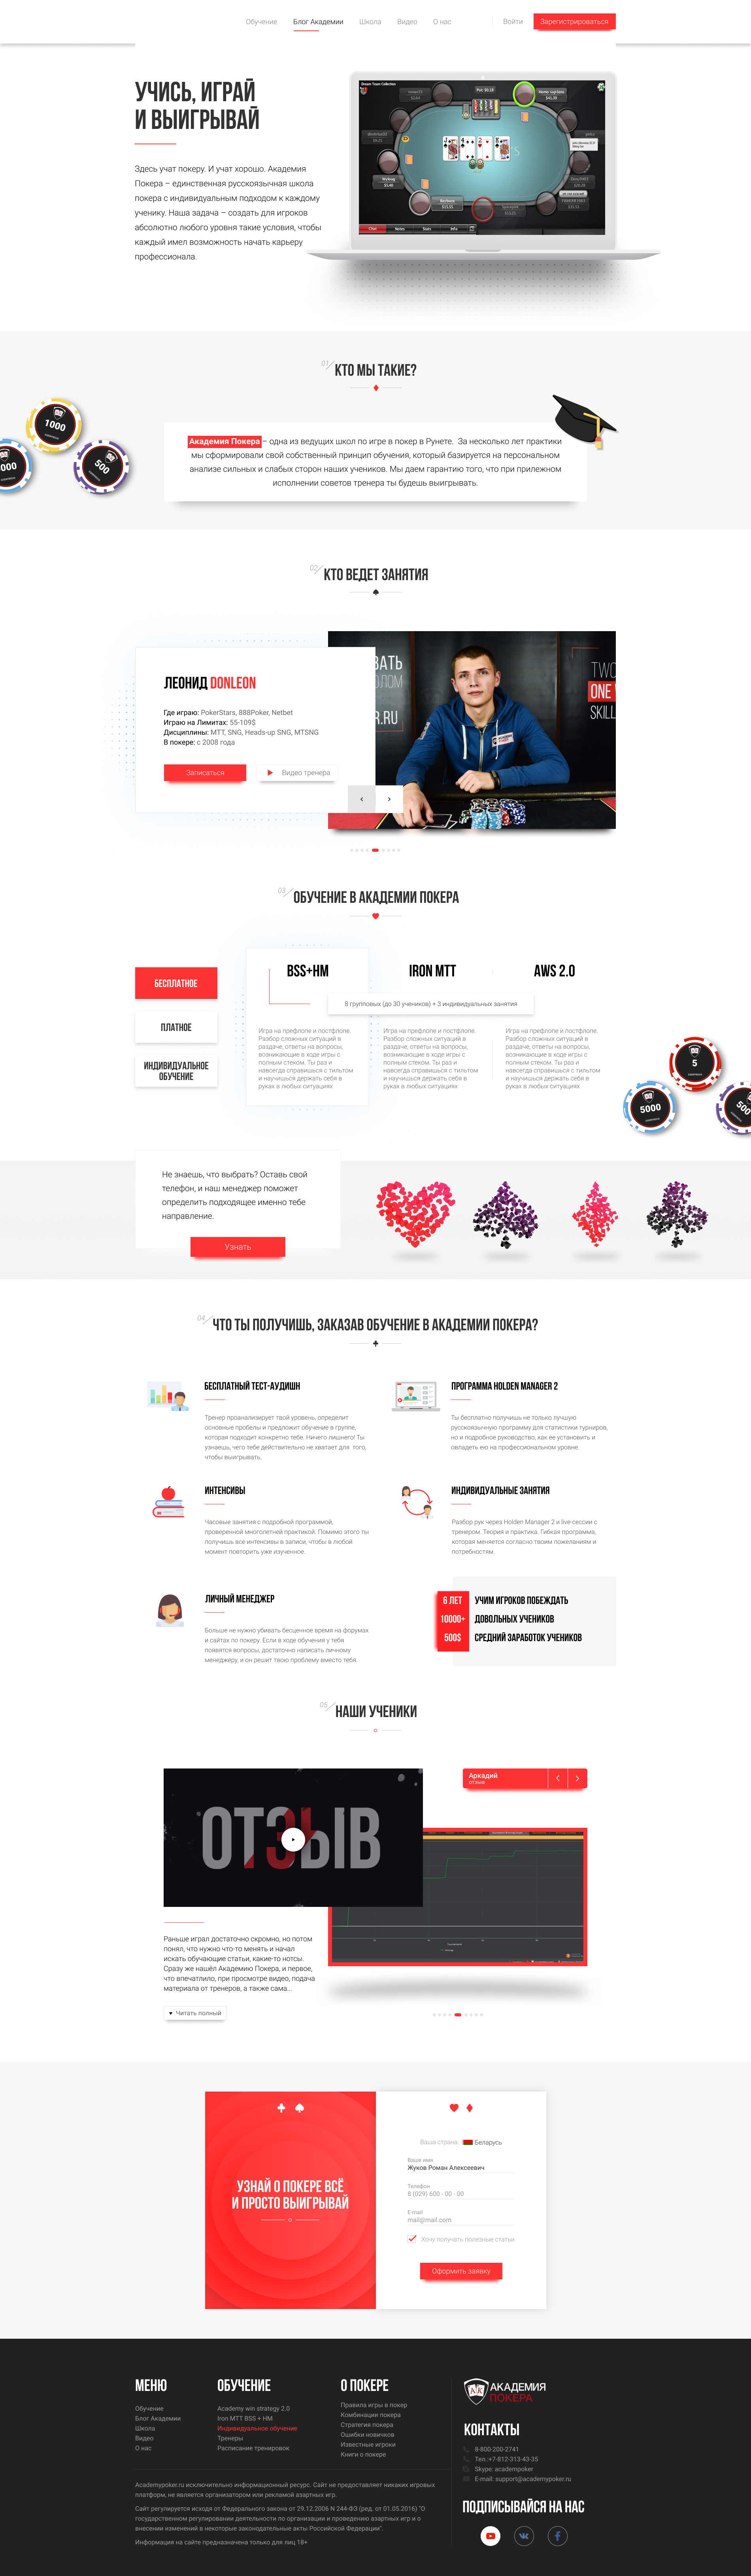 Обучение
Блог Академии
Школа
Видео
О нас
Войти
Зарегистрироваться
УЧИСЬ, ИГРАЙ
И ВЫИГРЫВАЙ
Здесь учат покеру. И учат хорошо. Академия
Покера – единственная русскоязычная школа
покера с индивидуальным подходом к каждому
ученику. Наша задача – создать для игроков
абсолютно любого уровня такие условия, чтобы
каждый имел возможность начать карьеру
профессионала.
01
КТО МЫ ТАКИЕ?
1000
500
Академия Покера – одна из ведущих школ по игре в покер в Рунете. За несколько лет практики
мы сформировали свой собственный принцип обучения, который базируется на персональном
анализе сильных и слабых сторон наших учеников. Мы даем гарантию того, что при прилежном
исполнении советов тренера ты будешь выигрывать.
02
КТО ВЕДЕТ ЗАНЯТИЯ
ЛЕОНИД DONLEON
Где играю: PokerStars, 888Poker, Netbet
Играю на Лимитах: 55-109$
Дисциплины: MTT, SNG, Heads-up SNG, MTSNG
В покере: с 2008 года
Записаться
Видео тренера
TWO
ONE
SKILL
03
ОБУЧЕНИЕ В АКАДЕМИИ ПОКЕРА
БЕСПЛАТНОЕ
ПЛАТНОЕ
ИНДИВИДУАЛЬНОЕ
ОБУЧЕНИЕ
BSS+HM
IRON MTT
AWS 2.0
8 групповых (до 30 учеников) + 3 индивидуальных занятия
Игра на префлопе и постфлопе.
Разбор сложных ситуаций в
раздаче, ответы на вопросы,
возникающие в ходе игры с
полным стеком. Ты раз и
навсегда справишься с тильтом
и научишься держать себя в
руках в любых ситуациях
Игра на префлопе и постфлопе.
Разбор сложных ситуаций в
раздаче, ответы на вопросы,
возникающие в ходе игры с
полным стеком. Ты раз и
навсегда справишься с тильтом
и научишься держать себя в
руках в любых ситуациях
Игра на префлопе и постфлопе.
Разбор сложных ситуаций в
раздаче, ответы на вопросы,
возникающие в ходе игры с
полным стеком. Ты раз и
навсегда справишься с тильтом
и научишься держать себя в
руках в любых ситуациях
5
5000
500
Не знаешь, что выбрать? Оставь свой
телефон, и наш менеджер поможет
определить подходящее именно тебе
направление.
Узнать
04
ЧТО ТЫ ПОЛУЧИШЬ, ЗАКАЗАВ ОБУЧЕНИЕ В АКАДЕМИИ ПОКЕРА?
БЕСПЛАТНЫЙ ТЕСТ-АУДИШН
Тренер проанализирует твой уровень, определит
основные пробелы и предложит обучение в группе,
которая подходит конкретно тебе. Ничего лишнего! Ты
узнаешь, чего тебе действительно не хватает для того,
чтобы выигрывать.
ПРОГРАММА HOLDEN MANAGER 2
Ты бесплатно получишь не только лучшую
русскоязычную программу для статистики турниров,
но и подробное руководство, как ее установить и
овладеть ею на профессиональном уровне.
ИНТЕНСИВЫ
Часовые занятия с подробной программой,
проверенной многолетней практикой. Помимо этого ты
получишь все интенсивы в записи, чтобы в любой
момент повторить уже изученное.
ИНДИВИДУАЛЬНЫЕ ЗАНЯТИЯ
Разбор рук через Holden Manager 2 и live-сессии с
тренером. Теория и практика. Гибкая программа,
которая меняется согласно твоим пожеланиям и
потребностям.
ЛИЧНЫЙ МЕНЕДЖЕР
Больше не нужно убивать бесценное время на форумах
и сайтах по покеру. Если в ходе обучения у тебя
появятся вопросы, достаточно написать личному
менеджеру, и он решит твою проблему вместо тебя.
6 ЛЕТ УЧИМ ИГРОКОВ ПОБЕЖДАТЬ
10000+ ДОВОЛЬНЫХ УЧЕНИКОВ
500$ СРЕДНИЙ ЗАРАБОТОК УЧЕНИКОВ
05
НАШИ УЧЕНИКИ
ОТЗЫВ
Аркадий
отзыв
Раньше играл достаточно скромно, но потом
понял, что нужно что-то менять и начал
искать обучающие статьи, какие-то нотсы.
Сразу же нашёл Академию Покера, и первое,
что впечатлило, при просмотре видео, подача
материала от тренеров, а также сама...
Читать полный
УЗНАЙ О ПОКЕРЕ ВСЁ
И ПРОСТО ВЫИГРЫВАЙ
Ваша страна: Беларусь
Ваше имя
Жуков Роман Алексеевич
Телефон
8 (029) 600 - 00 - 00
E-mail
mail@mail.com
Хочу получать полезные статьи
Оформить заявку
МЕНЮ
Обучение
Блог Академии
Школа
Видео
О нас
ОБУЧЕНИЕ
Academy win strategy 2.0
Iron MTT BSS + HM
Индивидуальное обучение
Тренеры
Расписание тренировок
О ПОКЕРЕ
Правила игры в покер
Комбинации покера
Стратегия покера
Ошибки новичков
Известные игроки
Книги о покере
АКАДЕМИЯ
ПОКЕРА
КОНТАКТЫ
8-800-200-2741
Тел.:+7-812-313-43-35
Skype: academpoker
E-mail: support@academypoker.ru
Academypoker.ru исключительно информационный ресурс. Сайт не предоставляет никаких игровых
платформ, не является организатором или рекламой азартных игр.
Сайт регулируется исходя от Федерального закона от 29.12.2006 N 244-ФЗ (ред. от 01.05.2016) "О
государственном регулировании деятельности по организации и проведению азартных игр и о
внесении изменений в некоторые законодательные акты Российской Федерации".
Информация на сайте предназначена только для лиц 18+
ПОДПИСЫВАЙСЯ НА НАС